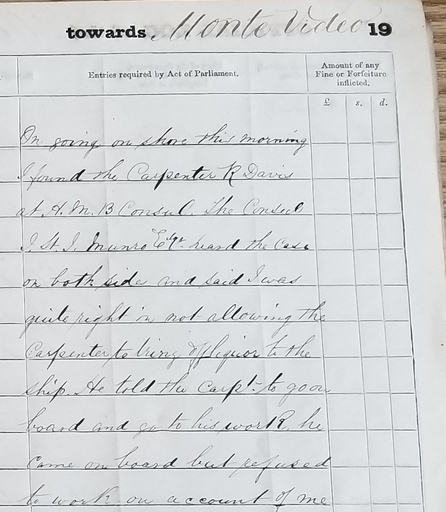 towards Monte Video 19
Entries required by Act of Parliament.
Amount of any
Fine or Forfeiture
inflicted.
£ s. d.
On going on shore this morning
I found the Carpenter R Davis
at H. M. B Consul. The Consul
J. St. J. Munro Esqr. heard the case
on both sides and said I was
quite right in not allowing the
Carpenter to bring off liquor to the
ship. He told the Carpt. to go on
board and go to his work, he
came on board but refused
to work on account of me